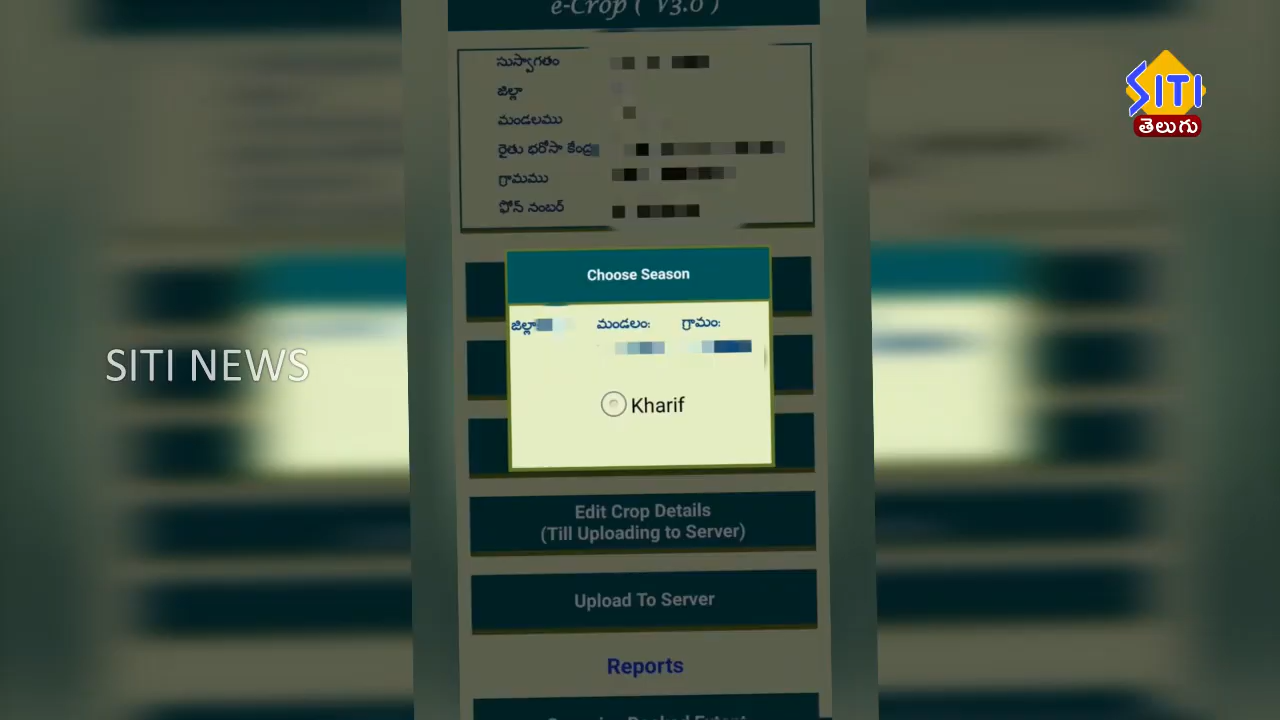 e-Crop ( V3.0 )
సుస్వాగతం
జిల్లా
మండలము
రైతు భరోసా కేంద్ర
గ్రామము
ఫోన్ నంబర్
Choose Season
జిల్లా మండలం: గ్రామం:
Kharif
Edit Crop Details
(Till Uploading to Server)
Upload To Server
Reports
SITI NEWS
SITI
తెలుగు